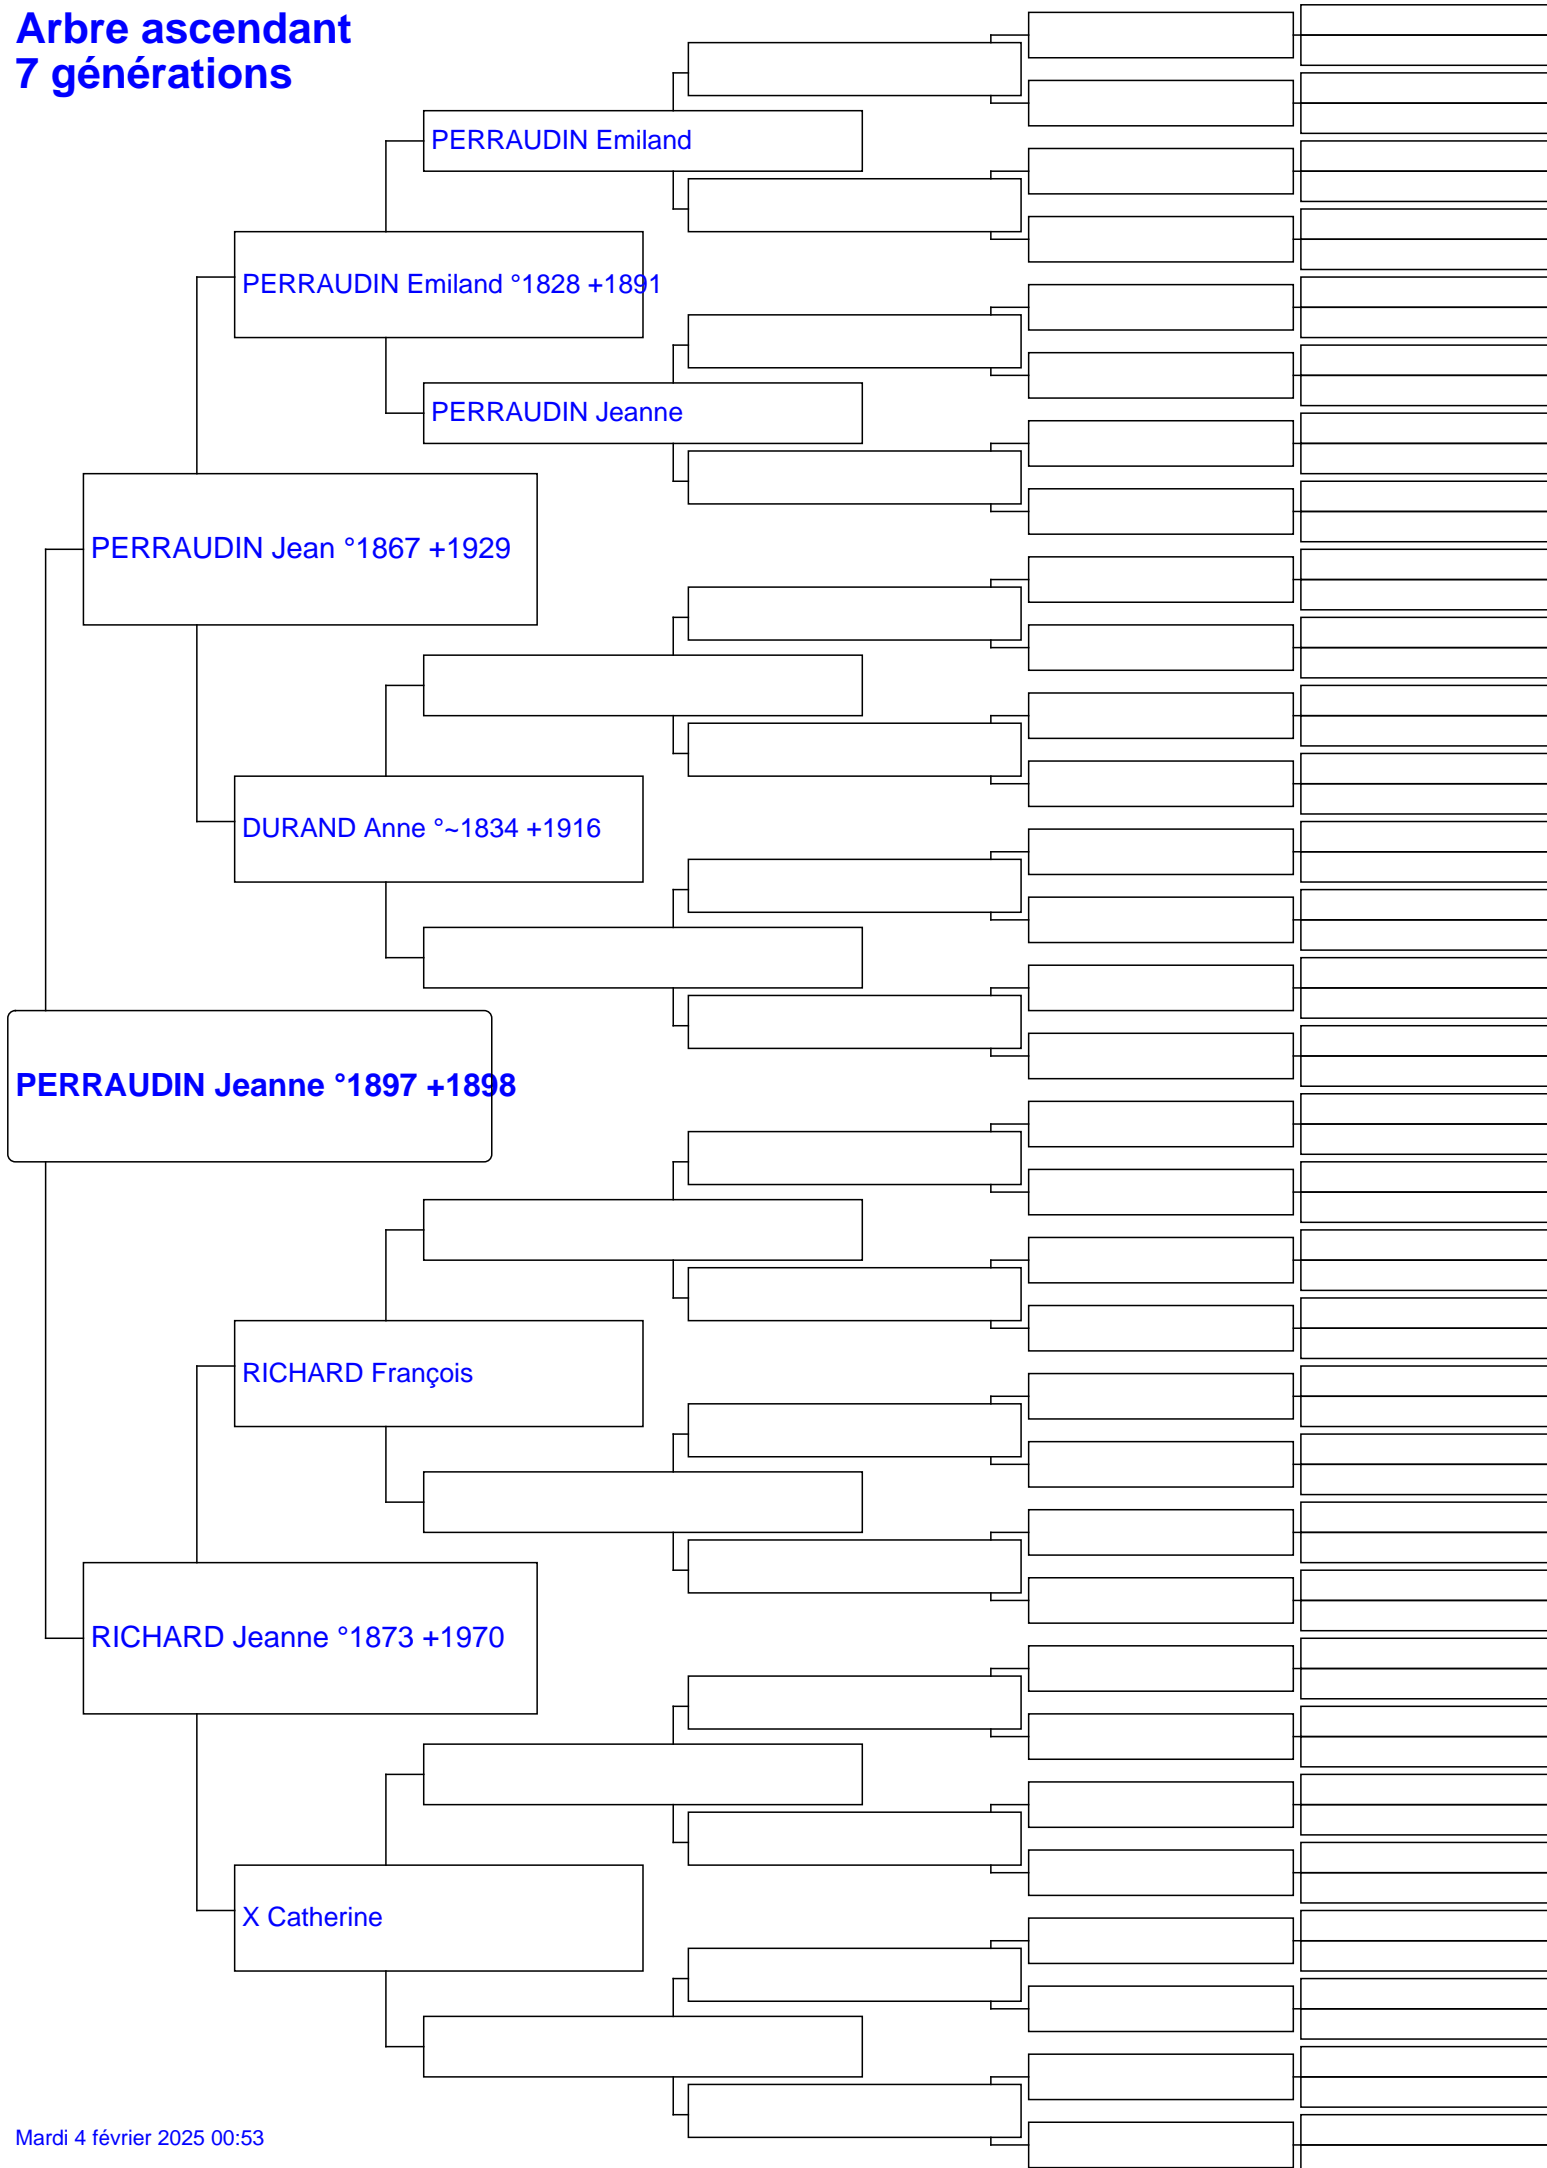 Arbre ascendant
7 générations
PERRAUDIN Emiland
PERRAUDIN Emiland °1828 +1891
PERRAUDIN Jeanne
PERRAUDIN Jean °1867 +1929
DURAND Anne °~1834 +1916
PERRAUDIN Jeanne °1897 +1898
RICHARD François
RICHARD Jeanne °1873 +1970
X Catherine
Mardi 4 février 2025 00:53